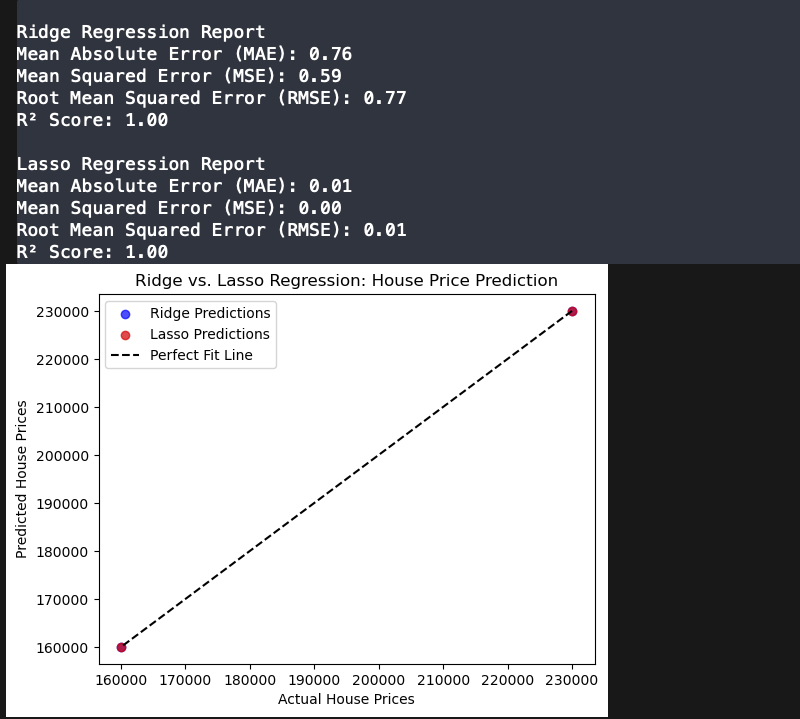 Ridge Regression Report
Mean Absolute Error (MAE): 0.76
Mean Squared Error (MSE): 0.59
Root Mean Squared Error (RMSE): 0.77
R² Score: 1.00
Lasso Regression Report
Mean Absolute Error (MAE): 0.01
Mean Squared Error (MSE): 0.00
Root Mean Squared Error (RMSE): 0.01
R² Score: 1.00
Ridge vs. Lasso Regression: House Price Prediction
Ridge Predictions
Lasso Predictions
Perfect Fit Line
Predicted House Prices
230000
220000
210000
200000
190000
180000
170000
160000
160000 170000 180000 190000 200000 210000 220000 230000
Actual House Prices